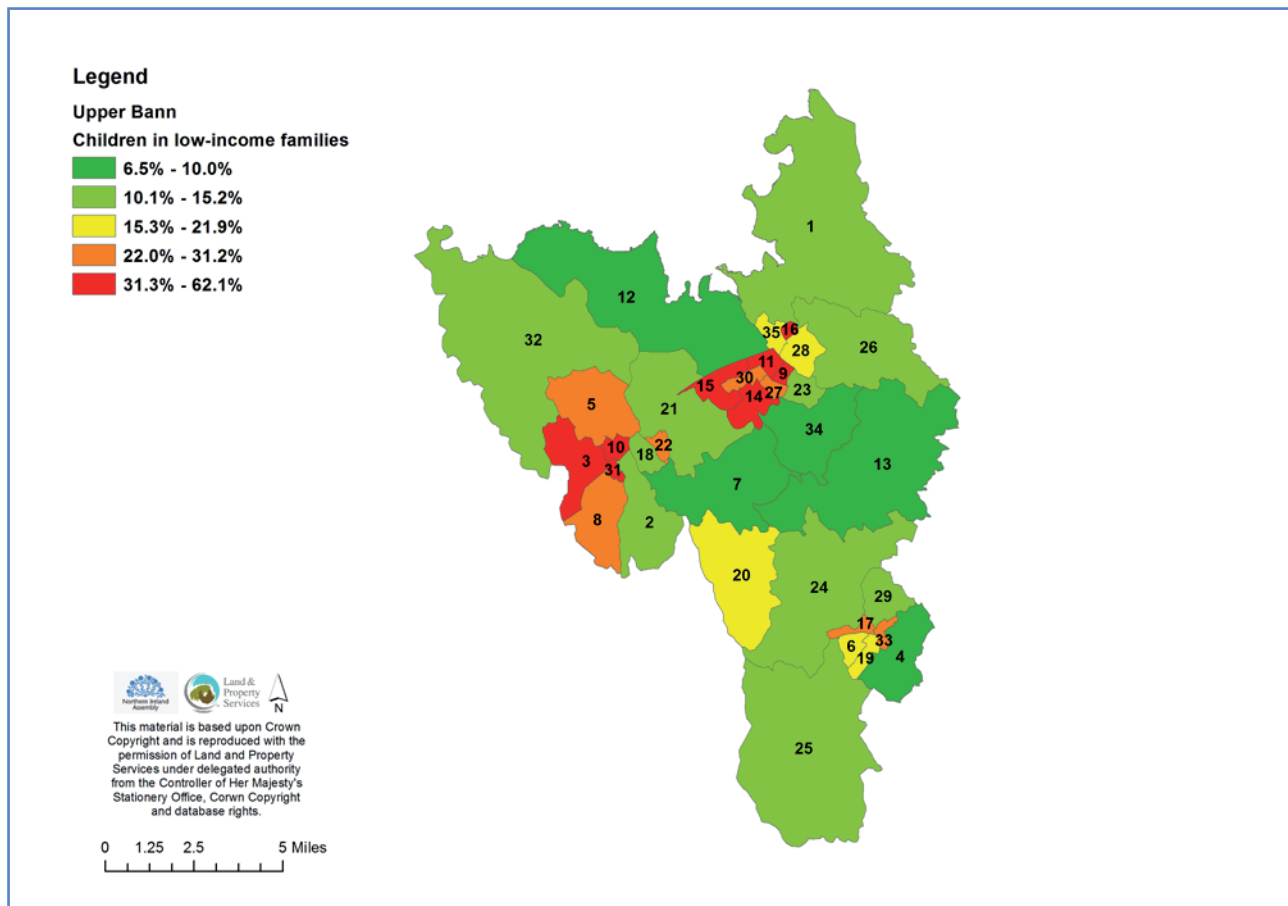 Legend
Upper Bann
Children in low-income families
6.5% - 10.0%
10.1% - 15.2%
15.3% - 21.9%
22.0% - 31.2%
31.3% - 62.1%
1
12
32
35
16
28
26
11
30
9
15
14
27
23
5
21
34
10
22
18
3
31
13
7
8
2
20
24
29
17
33
6
19
4
25
Northern Ireland
Assembly
Land &
Property
Services
N
This material is based upon Crown
Copyright and is reproduced with the
permission of Land and Property
Services under delegated authority
from the Controller of Her Majesty's
Stationery Office, Corwn Copyright
and database rights.
0 1.25 2.5 5 Miles